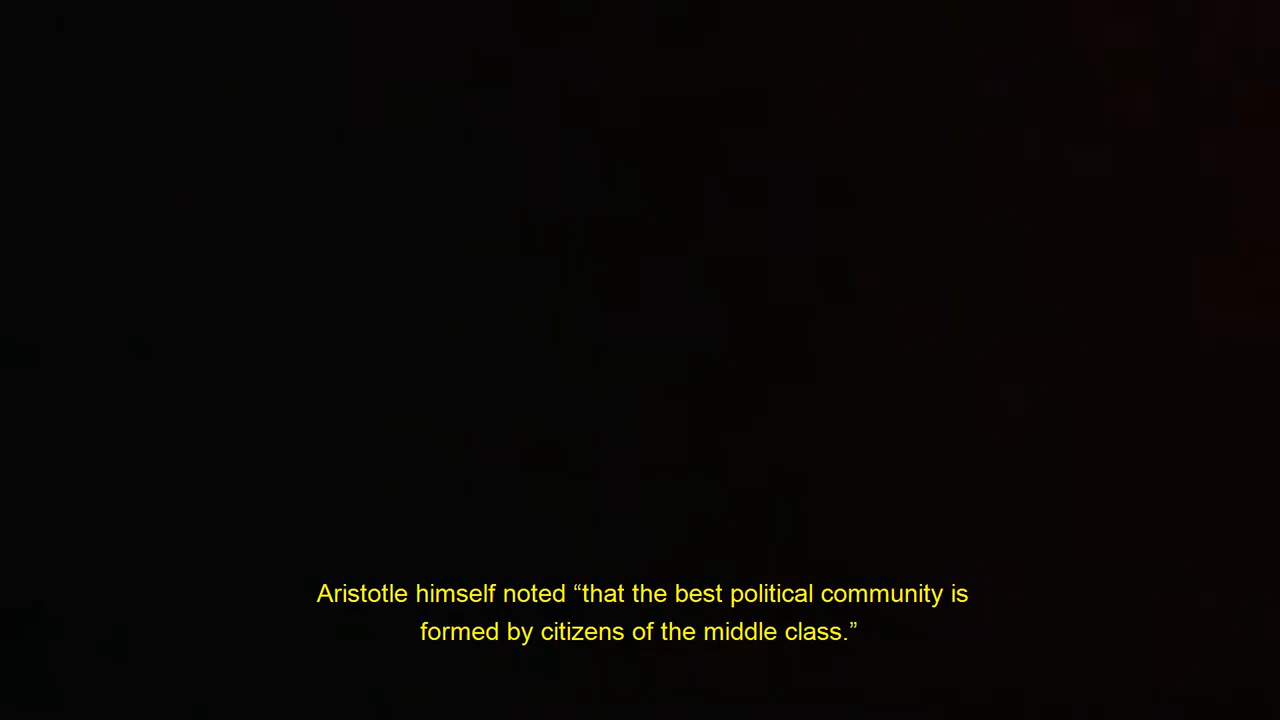 Aristotle himself noted “that the best political community is
formed by citizens of the middle class.”